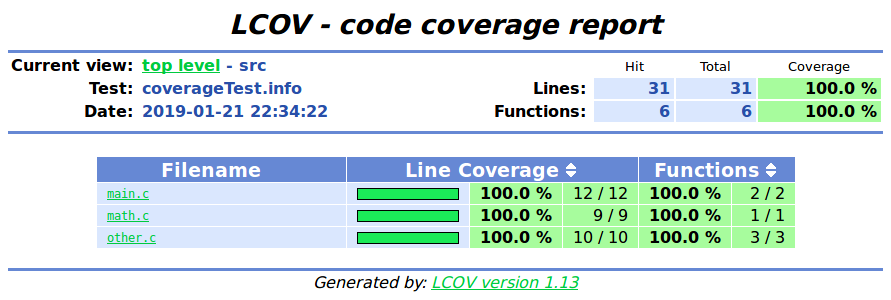 LCOV - code coverage report
Current view: top level - src Hit Total Coverage
Test: coverageTest.info Lines: 31 31 100.0 %
Date: 2019-01-21 22:34:22 Functions: 6 6 100.0 %
Filename Line Coverage Functions
main.c 100.0 % 12 / 12 100.0 % 2 / 2
math.c 100.0 % 9 / 9 100.0 % 1 / 1
other.c 100.0 % 10 / 10 100.0 % 3 / 3
Generated by: LCOV version 1.13